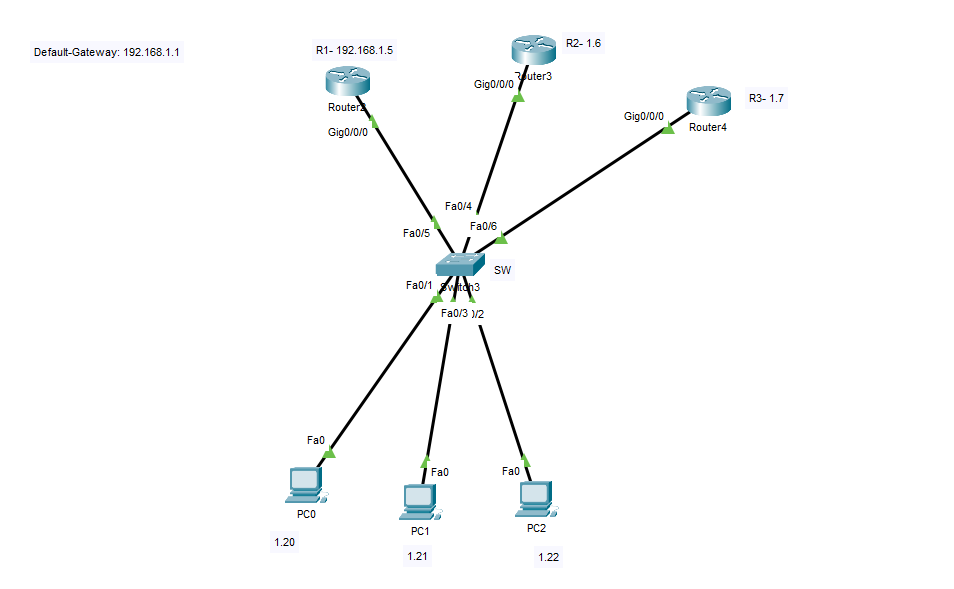 R2- 1.6
R1- 192.168.1.5
Default-Gateway: 192.168.1.1
Gig0/0/0
R3- 1.7
Router2
Gig0/0/0
Gig0/0/0
Router4
Fa0/4
Fa0/5
Fa0/6
SW
Fa0/1
Switch3
Fa0/3
/2
Fa0
Fa0
Fa0
PC0
PC1
PC2
1.20
1.21
1.22